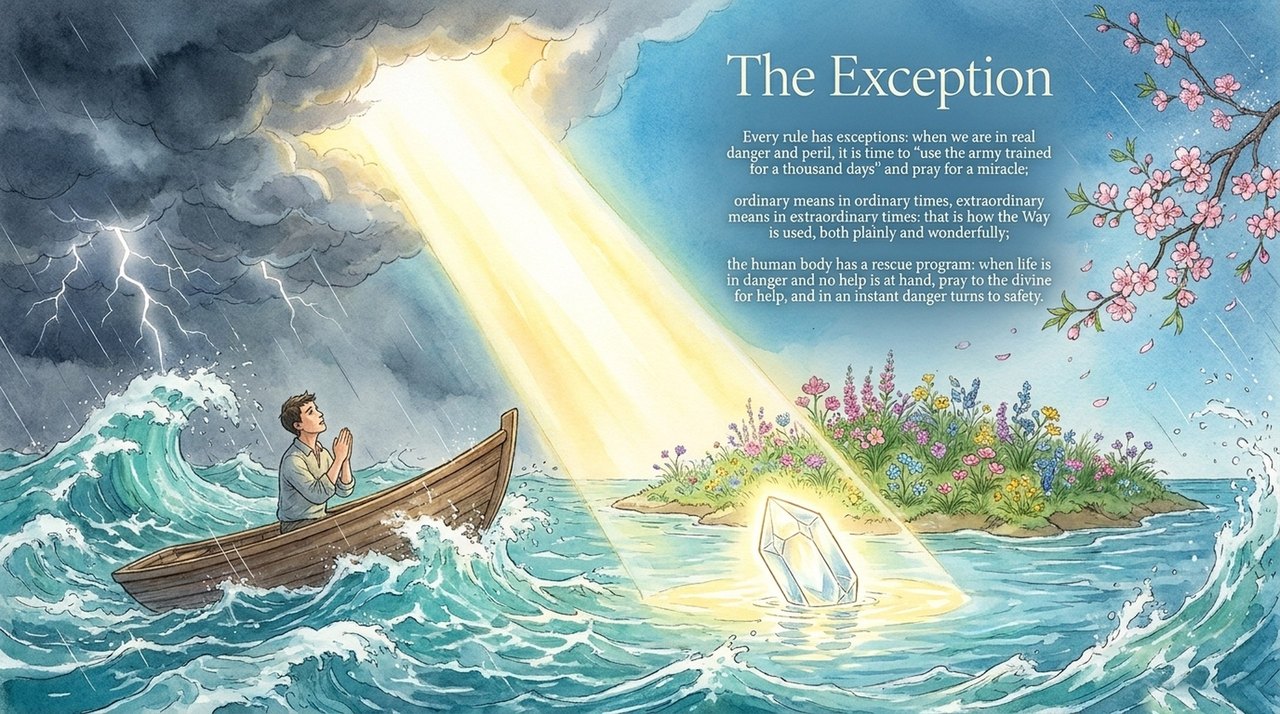 The Exception
Every rule has exceptions: when we are in real
danger and peril, it is time to “use the army trained
for a thousand days” and pray for a miracle;
ordinary means in ordinary times, extraordinary
means in extraordinary times: that is how the Way
is used, both plainly and wonderfully;
the human body has a rescue program: when life is
in danger and no help is at hand, pray to the divine
for help, and in an instant danger turns to safety.